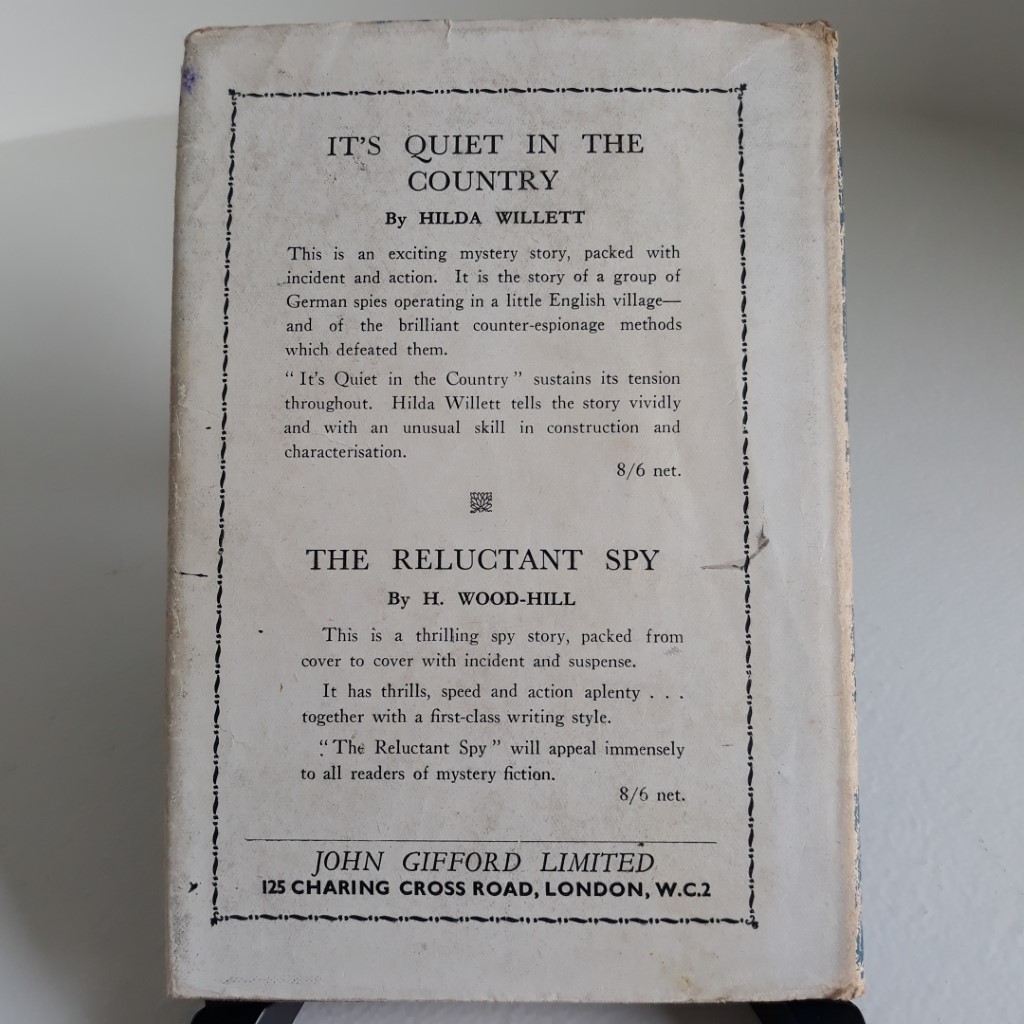 IT'S QUIET IN THE
COUNTRY
By HILDA WILLETT
This is an exciting mystery story, packed with
incident and action. It is the story of a group of
German spies operating in a little English village—
and of the brilliant counter-espionage methods
which defeated them.
“It's Quiet in the Country” sustains its tension
throughout. Hilda Willett tells the story vividly
and with an unusual skill in construction and
characterisation.
8/6 net.
THE RELUCTANT SPY
By H. WOOD-HILL
This is a thrilling spy story, packed from
cover to cover with incident and suspense.
It has thrills, speed and action aplenty . . .
together with a first-class writing style.
“The Reluctant Spy” will appeal immensely
to all readers of mystery fiction.
8/6 net.
JOHN GIFFORD LIMITED
125 CHARING CROSS ROAD, LONDON, W.C.2